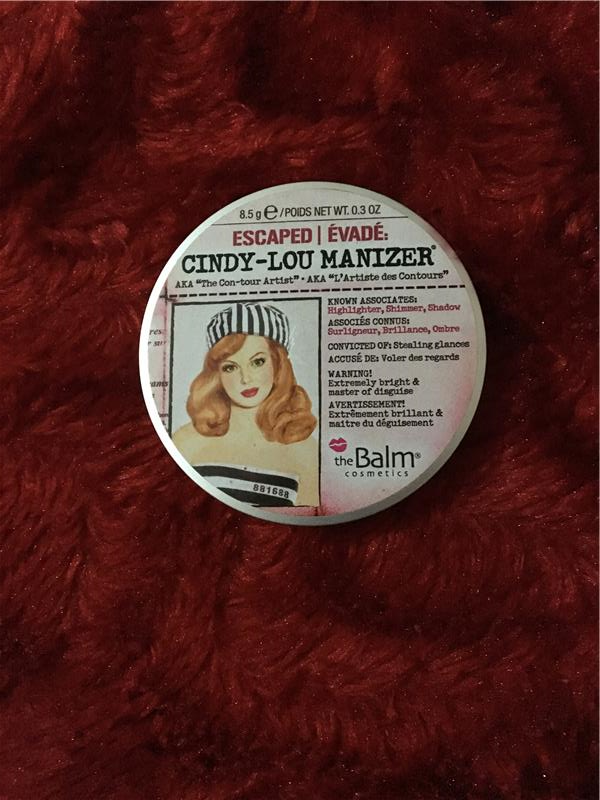 8.5 g e/POIDS NET WT. 0.3 OZ
ESCAPED | ÉVADÉ:
CINDY-LOU MANIZER®
AKA "The Con-tour Artist" • AKA "L'Artiste des Contours"
KNOWN ASSOCIATES:
Highlighter, Shimmer, Shadow
ASSOCIÉS CONNUS:
Surligneur, Brillance, Ombre
CONVICTED OF: Stealing glances
ACCUSÉ DE: Voler des regards
WARNING!
Extremely bright &
master of disguise
AVERTISSEMENT!
Extrêmement brillant &
maître du déguisement
881688
theBalm®
cosmetics